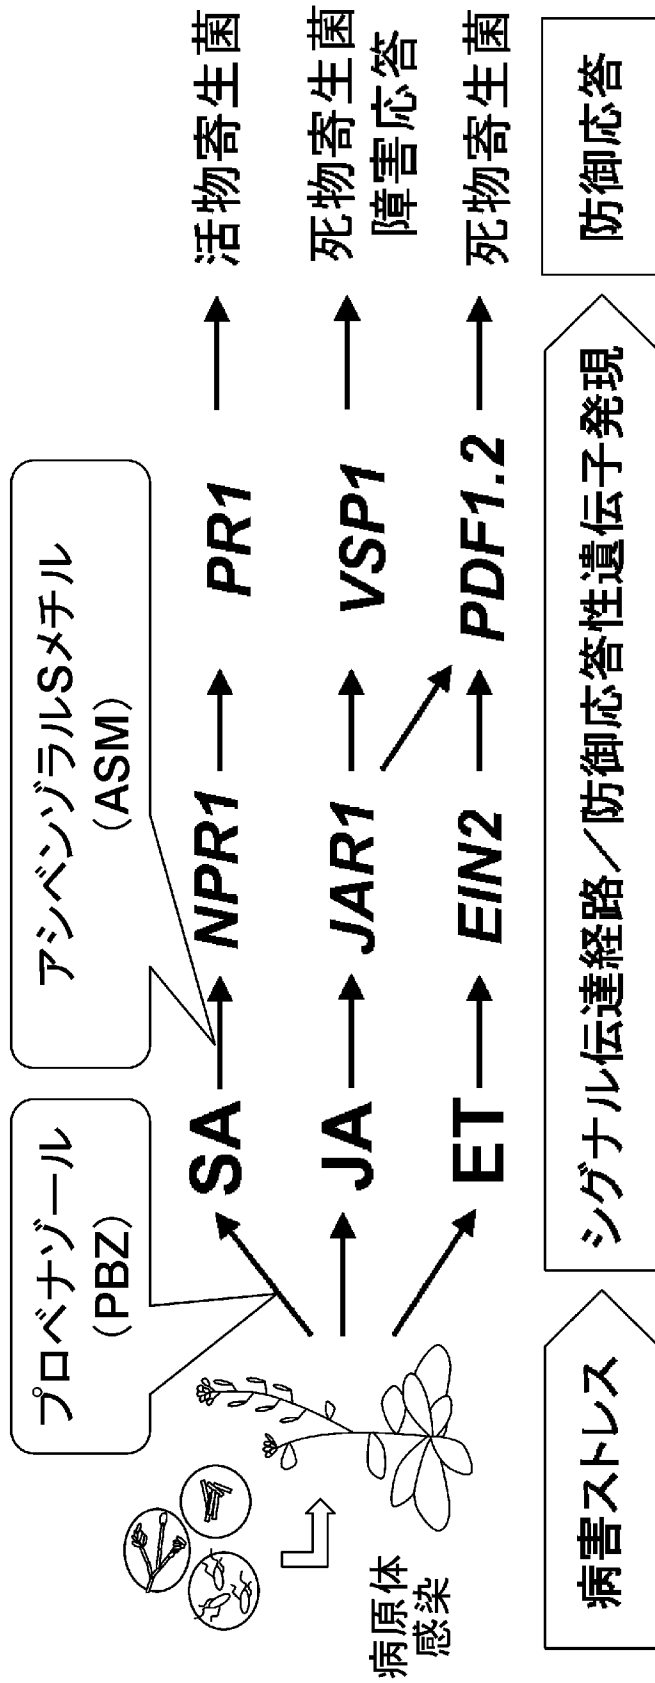 プロベナゾール
(PBZ)
アシベンゾラルSメチル
(ASM)
病原体
感染
SA
NPR1
PR1
活物寄生菌
JA
JAR1
VSP1
死物寄生菌
障害応答
ET
EIN2
PDF1.2
死物寄生菌
病害ストレス
シグナル伝達経路／防御応答性遺伝子発現
防御応答